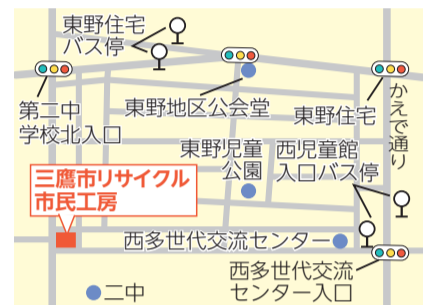 東野住宅
バス停
第二中
学校北入口
東野地区公会堂
東野住宅
かえで通り
東野児童
公園
西児童館
入口バス停
三鷹市リサイクル
市民工房
西多世代交流センター
西多世代交流
センター入口
二中